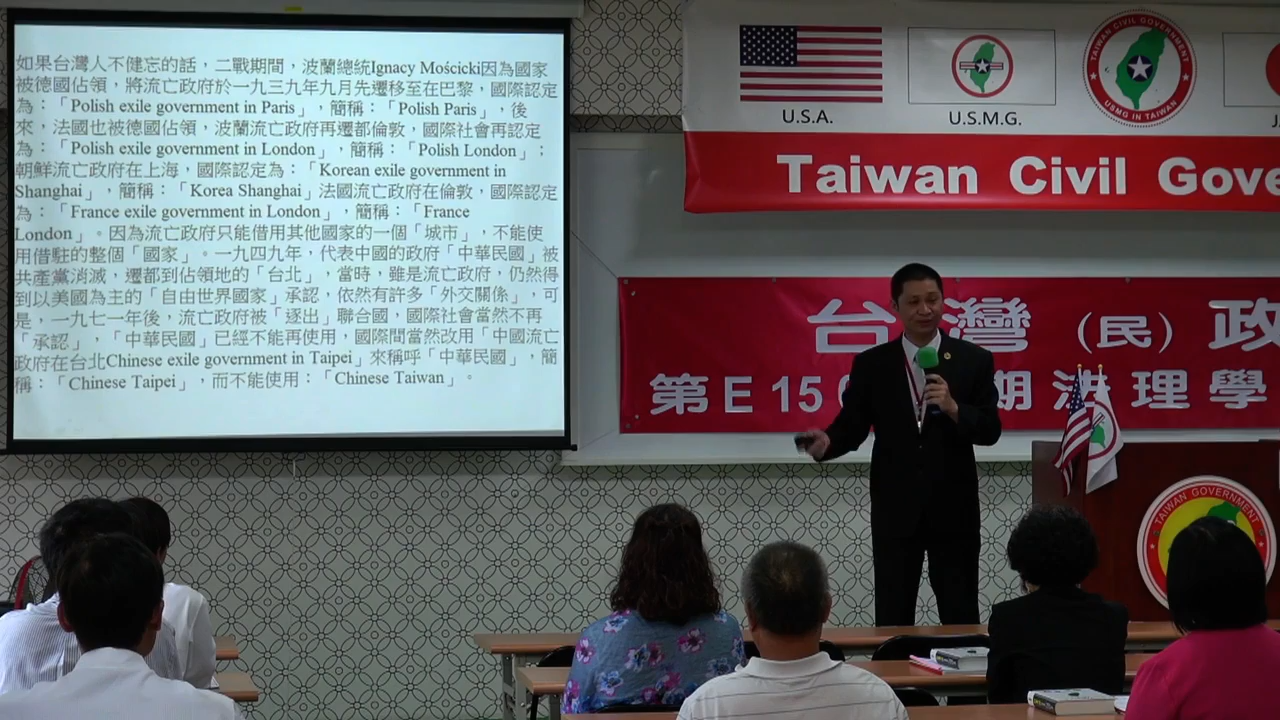 如果台灣人不健忘的話，二戰期間，波蘭總統Ignacy Mościcki因為國家
被德國佔領，將流亡政府於一九三九年九月先遷移至在巴黎，國際認定
為：「Polish exile government in Paris」，簡稱：「Polish Paris」，後
來，法國也被德國佔領，波蘭流亡政府再遷都倫敦，國際社會再認定
為：「Polish exile government in London」，簡稱：「Polish London」；
朝鮮流亡政府在上海，國際認定為：「Korean exile government in
Shanghai」，簡稱：「Korea Shanghai」法國流亡政府在倫敦，國際認定
為：「France exile government in London」，簡稱：「France
London」。因為流亡政府只能借用其他國家的一個「城市」，不能使
用借駐的整個「國家」。一九四九年，代表中國的政府「中華民國」被
共產黨消滅，遷都到佔領地的「台北」，當時，雖是流亡政府，仍然得
到以美國為主的「自由世界國家」承認，依然有許多「外交關係」，可
是，一九七一年後，流亡政府被「逐出」聯合國，國際社會當然不再
「承認」，「中華民國」已經不能再使用，國際間當然改用「中國流亡
政府在台北Chinese exile government in Taipei」來稱呼「中華民國」，簡
稱：「Chinese Taipei」，而不能使用：「Chinese Taiwan」。
U.S.A.
U.S.M.G.
TAIWAN CIVIL GOVERNMENT
USMG IN TAIWAN
J
Taiwan Civil Gove
台灣（民）政
第E15 期法理學
TAIWAN GOVERNMENT